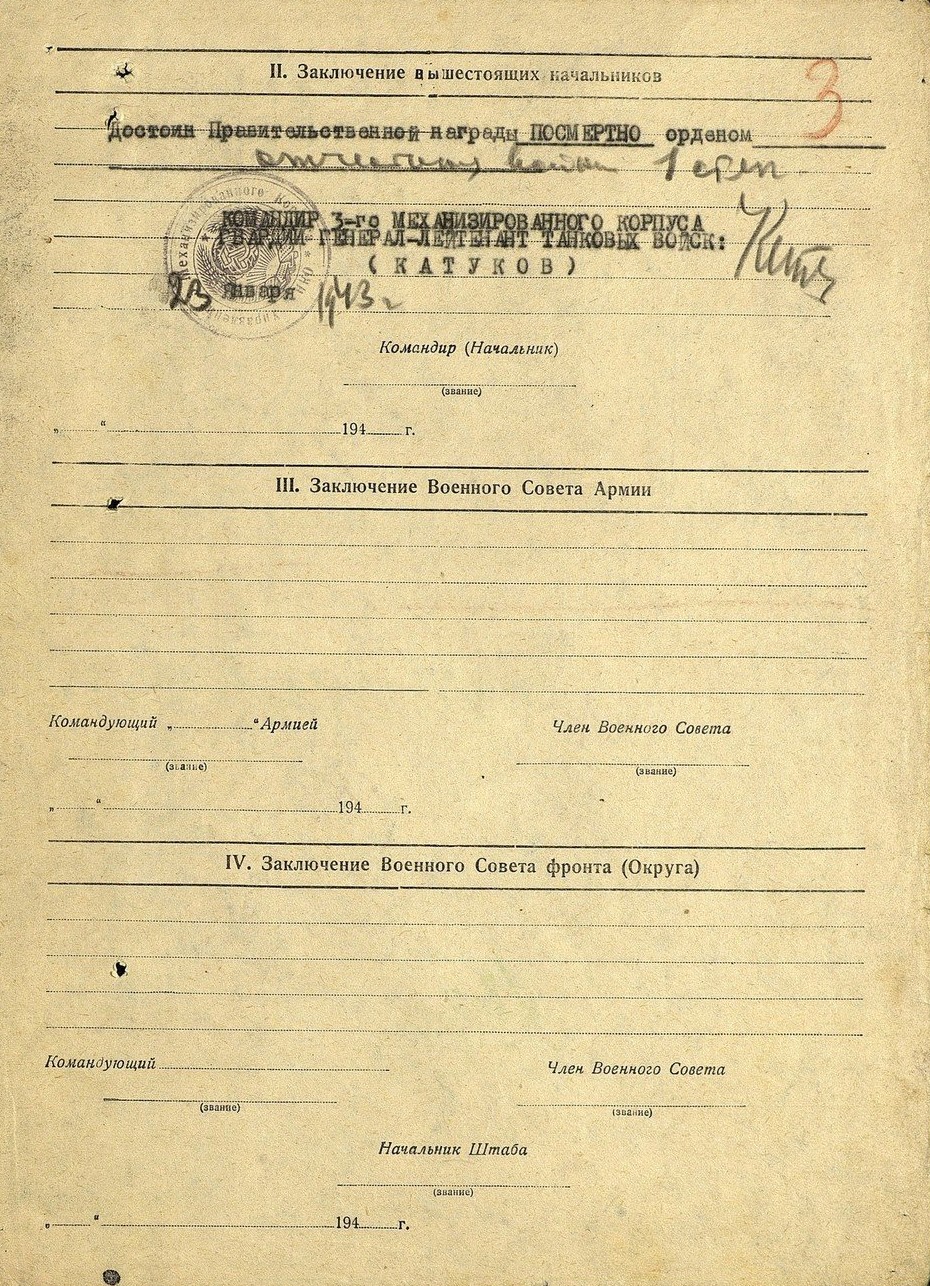 3
II. Заключение вышестоящих начальников
Достоин Правительственной награды ПОСМЕРТНО орденом
отечествен войны 1 степ
КОМАНДИР 3-го МЕХАНИЗИРОВАННОГО КОРПУСА
ГВАРДИИ ГЕНЕРАЛ-ЛЕЙТЕНАНТ ТАНКОВЫХ ВОЙСК:
(КАТУКОВ)
23 января 1943 г
Командир (Начальник)
(звание)
„ “ 194 г.
III. Заключение Военного Совета Армии
Командующий „ “ Армией Член Военного Совета
(звание) (звание)
„ “ 194 г.
IV. Заключение Военного Совета фронта (Округа)
Командующий Член Военного Совета
(звание) (звание)
Начальник Штаба
(звание)
„ “ 194 г.